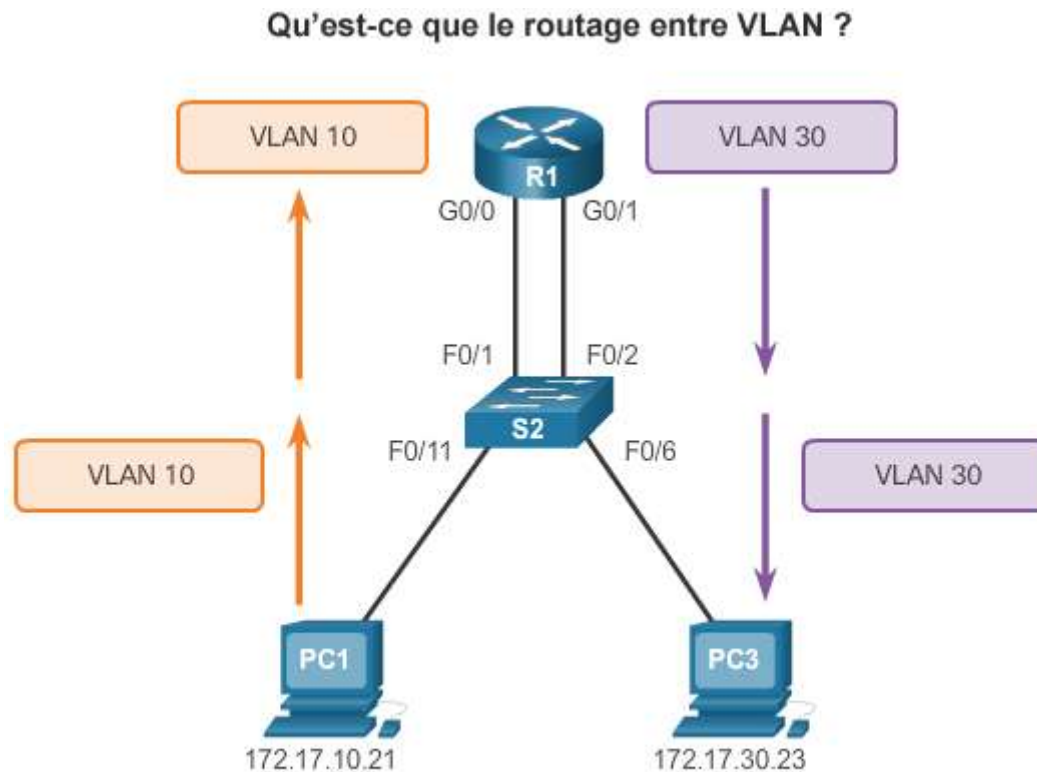 Qu’est-ce que le routage entre VLAN ?
VLAN 10
VLAN 30
R1
G0/0
G0/1
F0/1
F0/2
S2
F0/11
F0/6
VLAN 10
VLAN 30
PC1
PC3
172.17.10.21
172.17.30.23